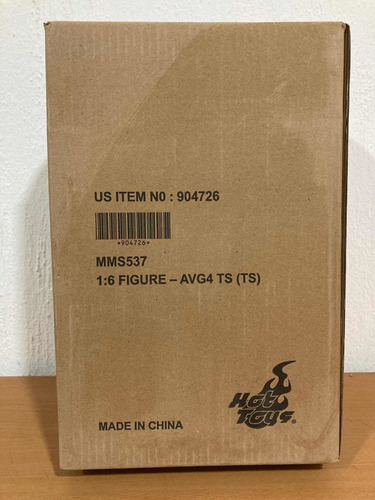 US ITEM N0 : 904726
*904726*
MMS537
1:6 FIGURE – AVG4 TS (TS)
Hot
Toys®
MADE IN CHINA